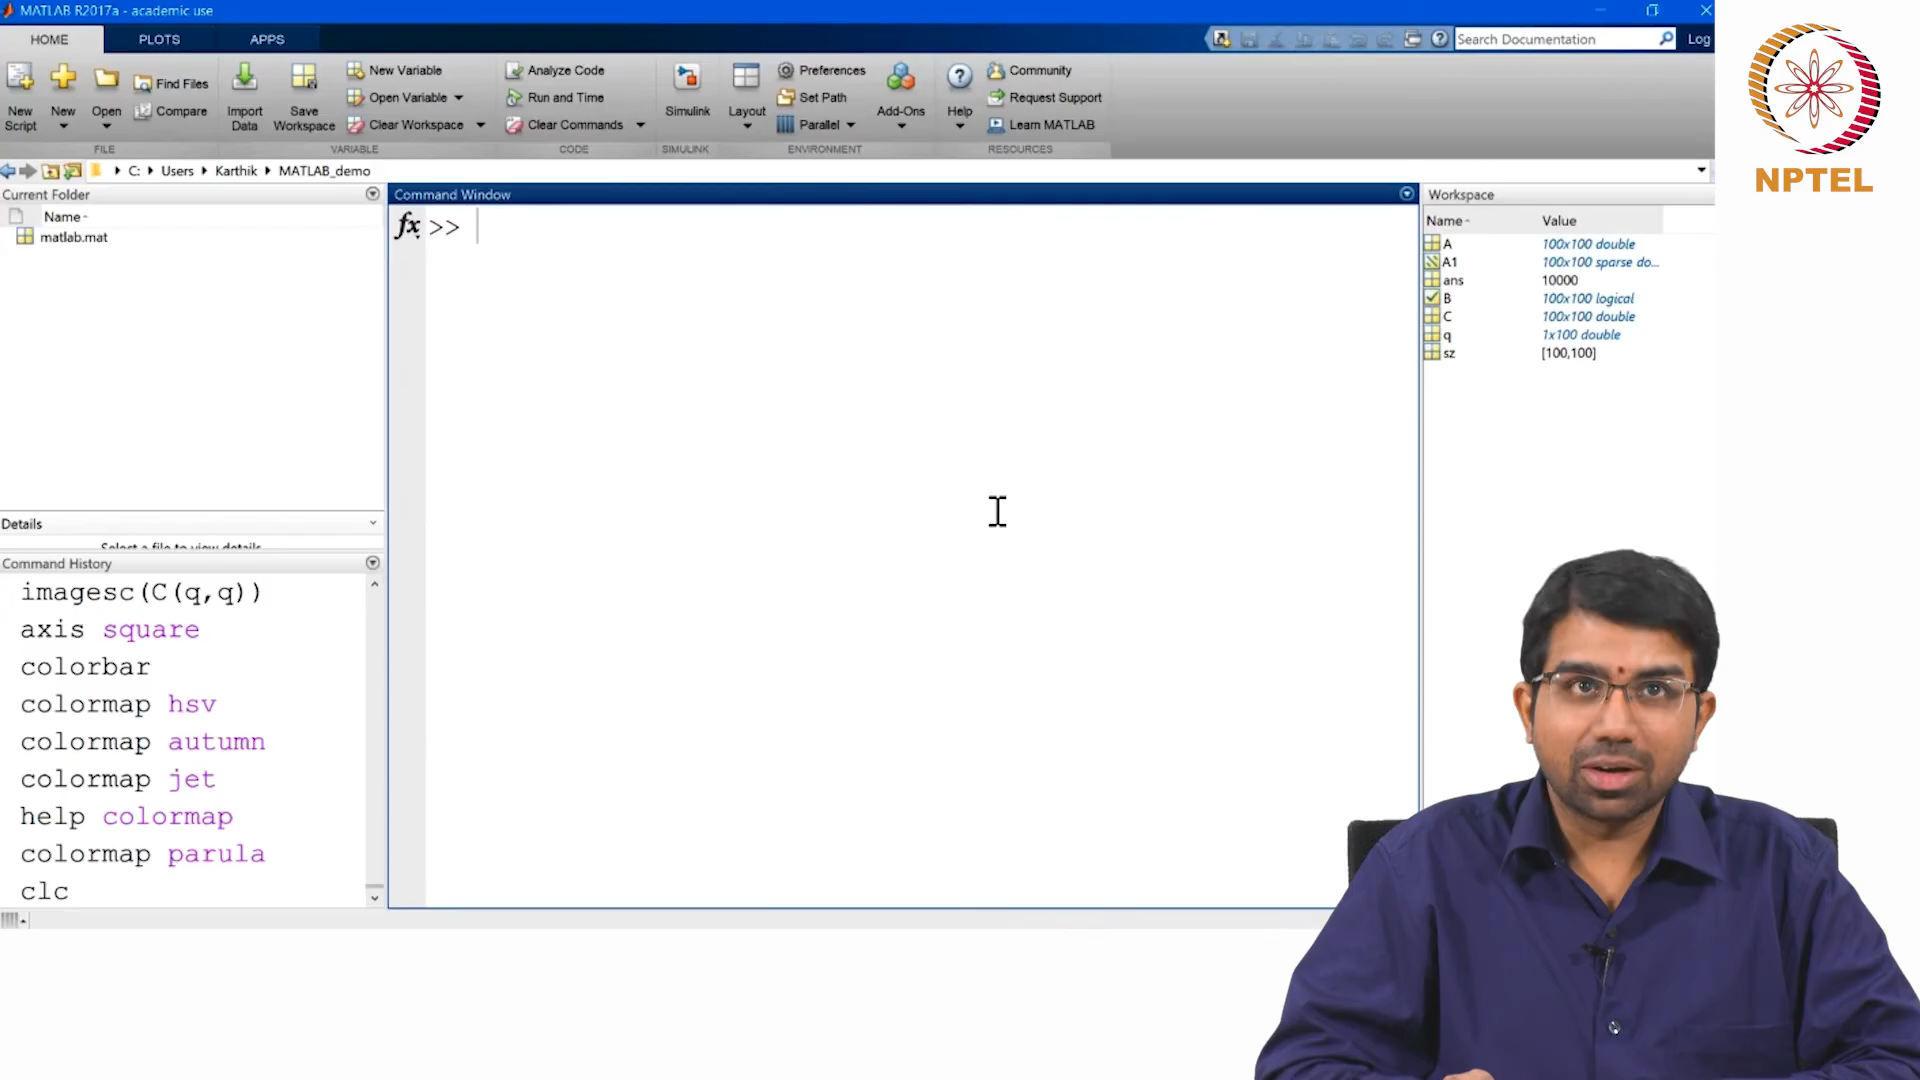 MATLAB R2017a - academic use
HOME PLOTS APPS
Search Documentation Log
New Script
New
Open
Find Files
Compare
FILE
Import Data
Save Workspace
New Variable
Open Variable
Clear Workspace
VARIABLE
Analyze Code
Run and Time
Clear Commands
CODE
Simulink
SIMULINK
Layout
Preferences
Set Path
Parallel
Add-Ons
ENVIRONMENT
Help
Community
Request Support
Learn MATLAB
RESOURCES
C: Users Karthik MATLAB_demo
Current Folder
Name
matlab.mat
Details
Select a file to view details
Command History
imagesc(C(q,q))
axis square
colorbar
colormap hsv
colormap autumn
colormap jet
help colormap
colormap parula
clc
Command Window
fx >>
Workspace
Name Value
A 100x100 double
A1 100x100 sparse do...
ans 10000
B 100x100 logical
C 100x100 double
q 1x100 double
sz [100,100]
NPTEL